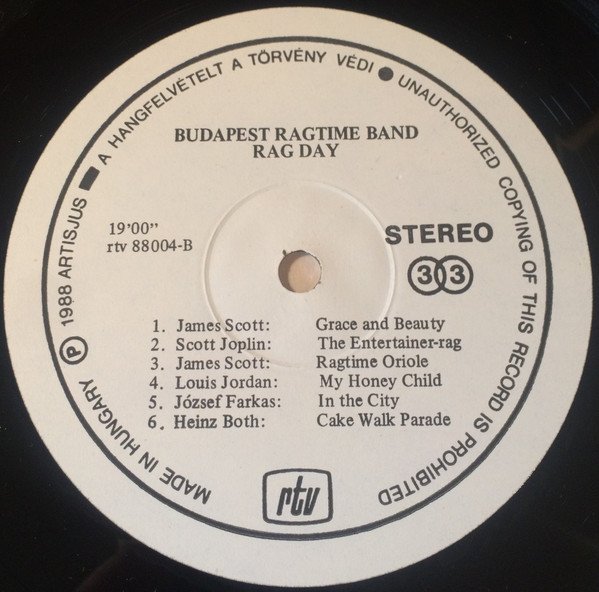 MADE IN HUNGARY Ⓟ 1988 ARTISJUS ■ A HANGFELVÉTELT A TÖRVÉNY VÉDI ● UNAUTHORIZED COPYING OF THIS RECORD IS PROHIBITED
BUDAPEST RAGTIME BAND
RAG DAY
19'00"
rtv 88004-B
STEREO
33
1. James Scott: Grace and Beauty
2. Scott Joplin: The Entertainer-rag
3. James Scott: Ragtime Oriole
4. Louis Jordan: My Honey Child
5. József Farkas: In the City
6. Heinz Both: Cake Walk Parade
rtv